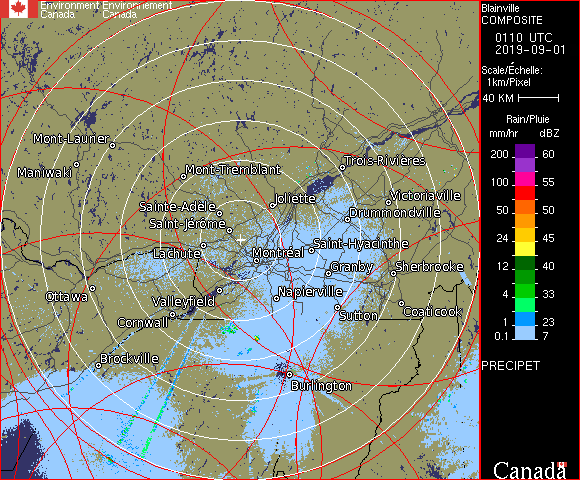 Environment Environnement
Canada Canada
Blainville
COMPOSITE
0110 UTC
2019-09-01
Scale/Échelle:
1km/Pixel
40 KM
Rain/Pluie
mm/hr dBZ
200 60
150 57
100 55
50 50
24 45
12 40
4 33
1 23
0.1 7
PRECIPET
Canada
Mont-Laurier
Maniwaki
Mont-Tremblant
Trois-Rivières
Joliette
Victoriaville
Sainte-Adèle
Drummondville
Saint-Jérôme
Lachute
Montréal
Saint-Hyacinthe
Granby
Sherbrooke
Ottawa
Valleyfield
Napierville
Cornwall
Sutton
Coaticook
Brockville
Burlington